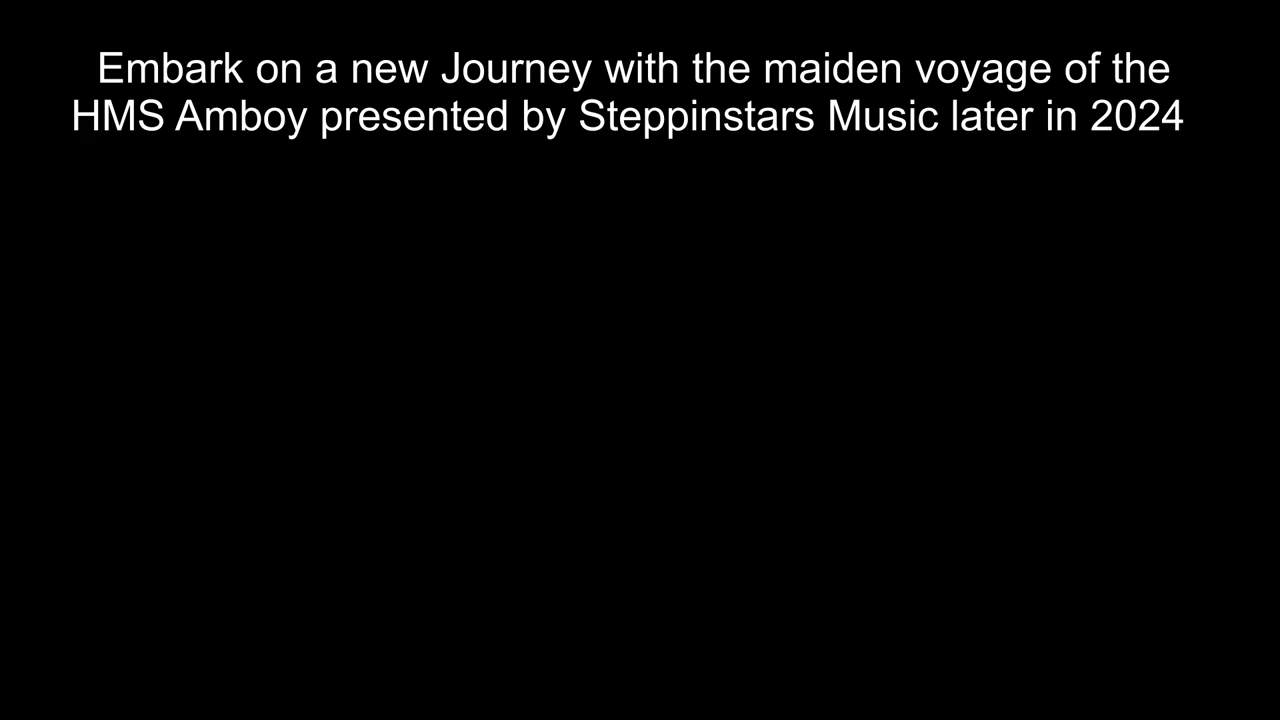 Embark on a new Journey with the maiden voyage of the
HMS Amboy presented by Steppinstars Music later in 2024